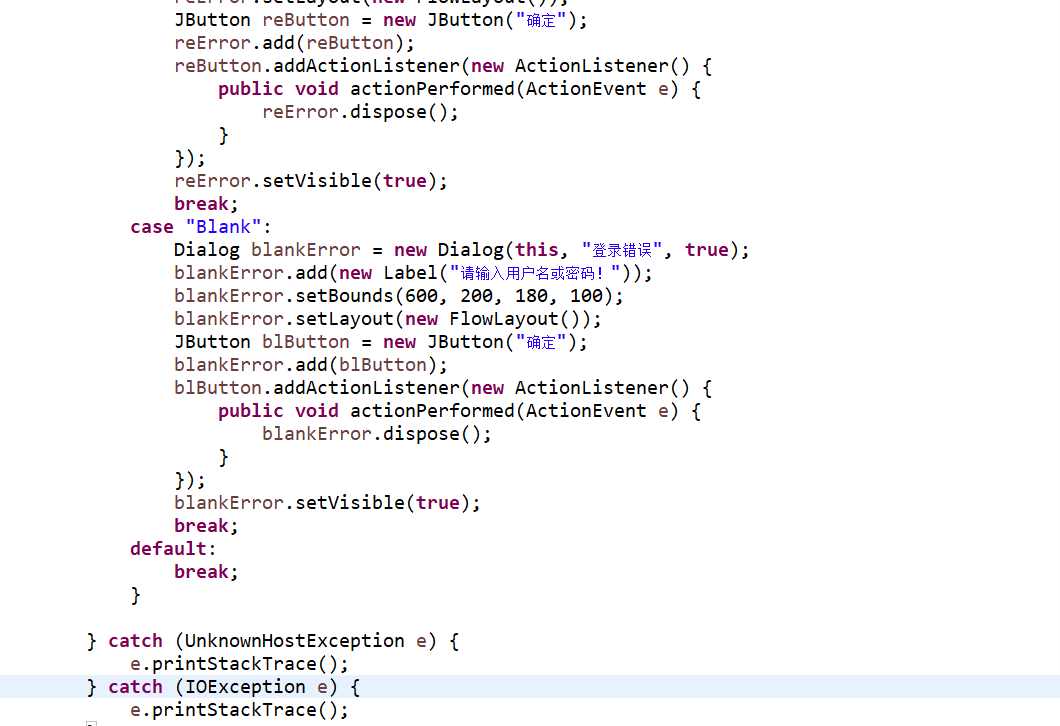 reError.setLayout(new FlowLayout());
JButton reButton = new JButton("确定");
reError.add(reButton);
reButton.addActionListener(new ActionListener() {
public void actionPerformed(ActionEvent e) {
reError.dispose();
}
});
reError.setVisible(true);
break;
case "Blank":
Dialog blankError = new Dialog(this, "登录错误", true);
blankError.add(new Label("请输入用户名或密码！"));
blankError.setBounds(600, 200, 180, 100);
blankError.setLayout(new FlowLayout());
JButton blButton = new JButton("确定");
blankError.add(blButton);
blButton.addActionListener(new ActionListener() {
public void actionPerformed(ActionEvent e) {
blankError.dispose();
}
});
blankError.setVisible(true);
break;
default:
break;
}
} catch (UnknownHostException e) {
e.printStackTrace();
} catch (IOException e) {
e.printStackTrace();